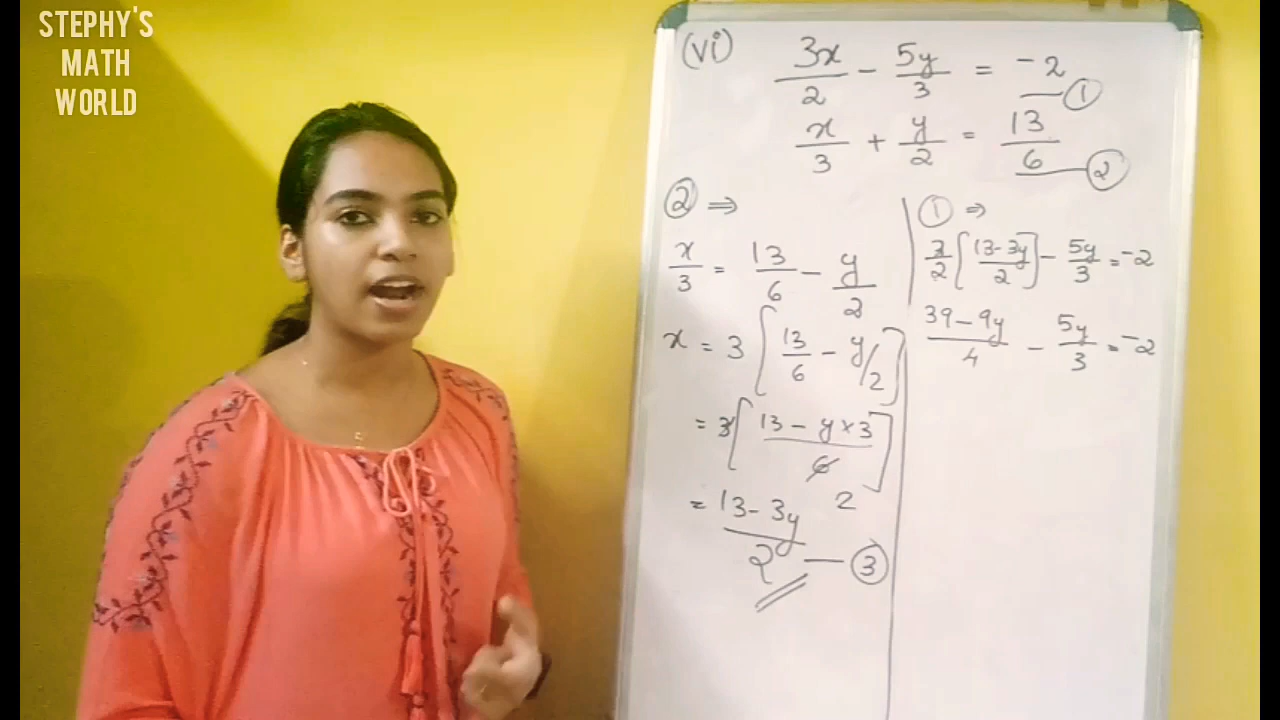 STEPHY'S
MATH
WORLD
(vi) 3x/2 - 5y/3 = -2 — ①
x/3 + y/2 = 13/6 — ②
② ⇒
x/3 = 13/6 - y/2
x = 3 [13/6 - y/2]
= 3 [(13 - y × 3)/6]
2
= (13 - 3y)/2 — ③
① ⇒
3/2 [(13 - 3y)/2] - 5y/3 = -2
(39 - 9y)/4 - 5y/3 = -2